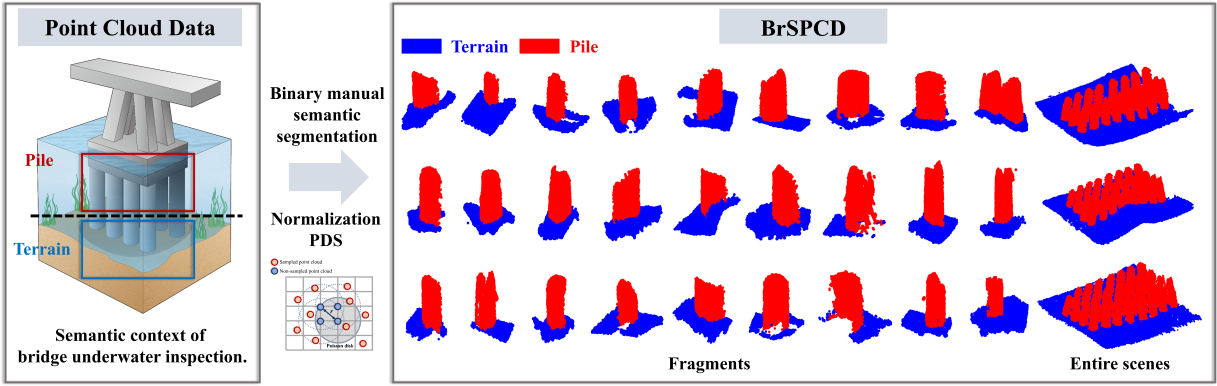 Point Cloud Data
Pile
Terrain
Semantic context of
bridge underwater inspection.
Binary manual
semantic
segmentation
Normalization
PDS
Sampled point cloud
Non-sampled point cloud
r
Poisson disk
BrSPCD
Terrain
Pile
Fragments
Entire scenes